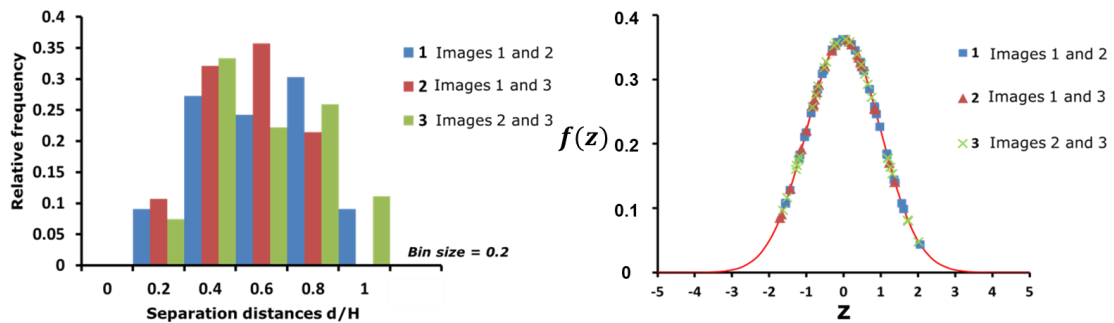 0.4
0.35
0.3
0.25
0.2
0.15
0.1
0.05
0
Relative frequency
1 Images 1 and 2
2 Images 1 and 3
3 Images 2 and 3
Bin size = 0.2
0 0.2 0.4 0.6 0.8 1
Separation distances d/H
0.4
0.3
0.2
0.1
0
f(z)
1 Images 1 and 2
2 Images 1 and 3
3 Images 2 and 3
-5 -4 -3 -2 -1 0 1 2 3 4 5
z